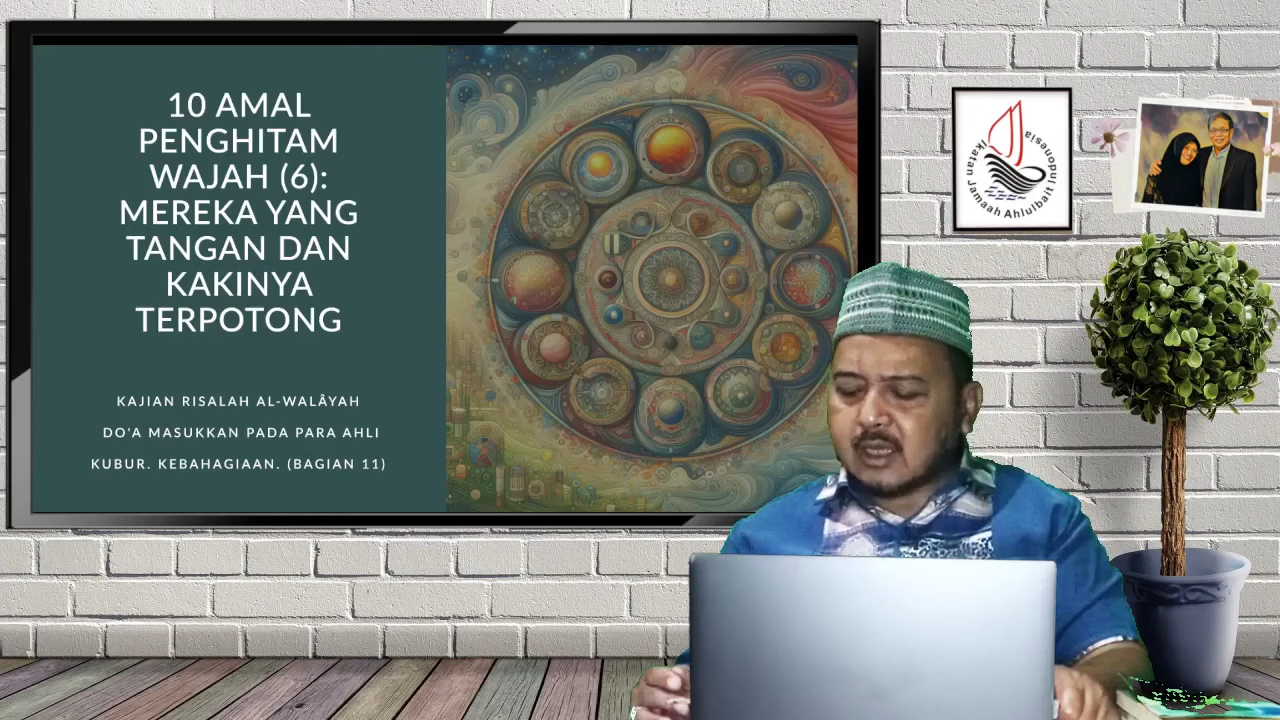 10 AMAL
PENGHITAM
WAJAH (6):
MEREKA YANG
TANGAN DAN
KAKINYA
TERPOTONG
KAJIAN RISALAH AL-WALÂYAH
DO'A MASUKKAN PADA PARA AHLI
KUBUR. KEBAHAGIAAN. (BAGIAN 11)
Ikatan Jamaah Ahlulbait Indonesia